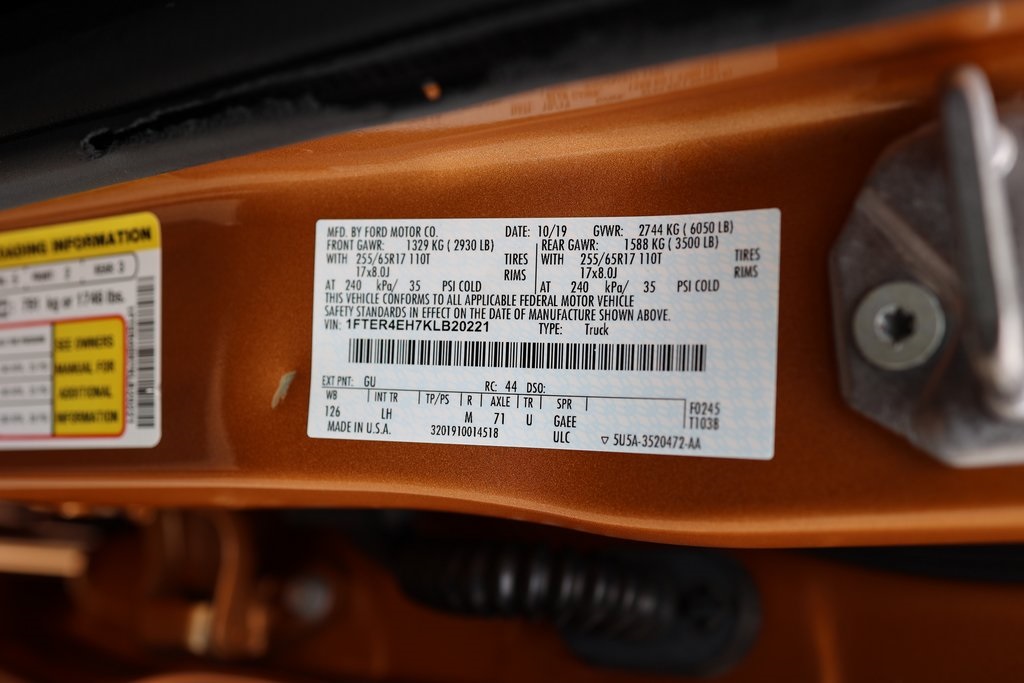 MFD. BY FORD MOTOR CO. DATE: 10/19 GVWR: 2744 KG ( 6050 LB)
FRONT GAWR: 1329 KG ( 2930 LB) REAR GAWR: 1588 KG ( 3500 LB)
WITH 255/65R17 110T TIRES WITH 255/65R17 110T TIRES
17x8.0J RIMS 17x8.0J RIMS
AT 240 kPa/ 35 PSI COLD AT 240 kPa/ 35 PSI COLD
THIS VEHICLE CONFORMS TO ALL APPLICABLE FEDERAL MOTOR VEHICLE
SAFETY STANDARDS IN EFFECT ON THE DATE OF MANUFACTURE SHOWN ABOVE.
VIN: 1FTER4EH7KLB20221 TYPE: Truck
EXT PNT: GU RC: 44 DSO:
WB INT TR TP/PS R AXLE TR SPR
126 LH M 71 U GAEE F0245
ULC T1038
MADE IN U.S.A. 3201910014518 ▽ 5U5A-3520472-AA
INFORMATION
kg or 1746 lbs.
SEE OWNERS
MANUAL FOR
ADDITIONAL
INFORMATION